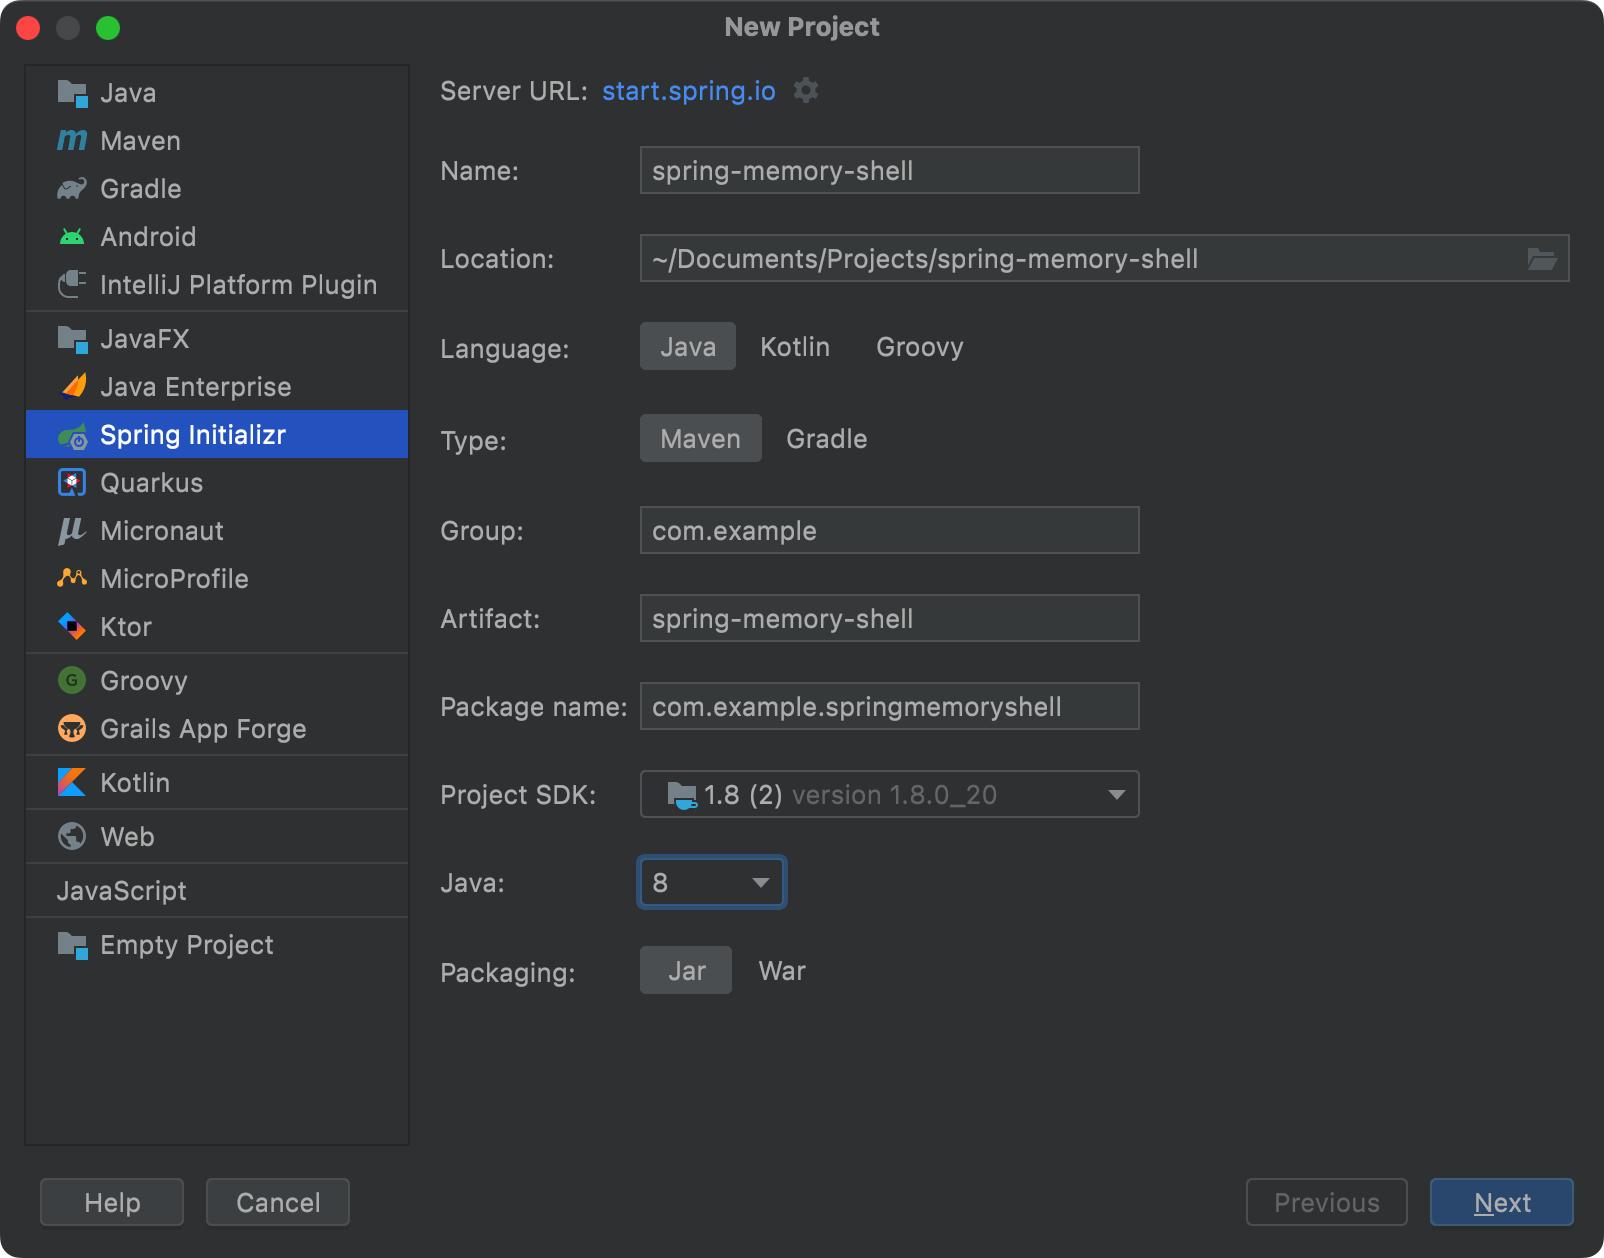 New Project
Java
Maven
Gradle
Android
IntelliJ Platform Plugin
JavaFX
Java Enterprise
Spring Initializr
Quarkus
Micronaut
MicroProfile
Ktor
Groovy
Grails App Forge
Kotlin
Web
JavaScript
Empty Project
Server URL: start.spring.io
Name: spring-memory-shell
Location: ~/Documents/Projects/spring-memory-shell
Language: Java Kotlin Groovy
Type: Maven Gradle
Group: com.example
Artifact: spring-memory-shell
Package name: com.example.springmemoryshell
Project SDK: 1.8 (2) version 1.8.0_20
Java: 8
Packaging: Jar War
Help Cancel Previous Next